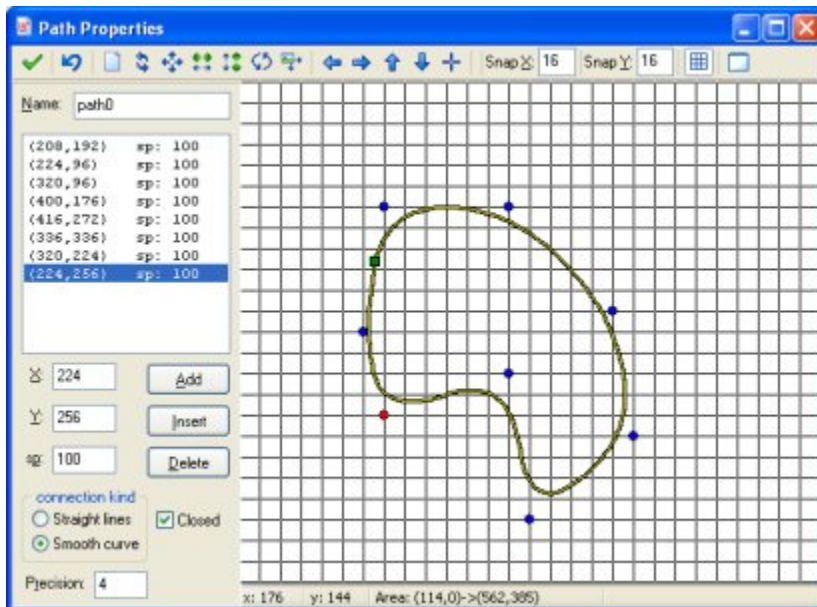 Path Properties
Snap X: 16 Snap Y: 16
Name: path0
(208,192) sp: 100
(224,96) sp: 100
(320,96) sp: 100
(400,176) sp: 100
(416,272) sp: 100
(336,336) sp: 100
(320,224) sp: 100
(224,256) sp: 100
X: 224 Add
Y: 256 Insert
sp: 100 Delete
connection kind
Straight lines Closed
Smooth curve
Precision: 4
x: 176 y: 144 Area: (114,0)->(562,385)